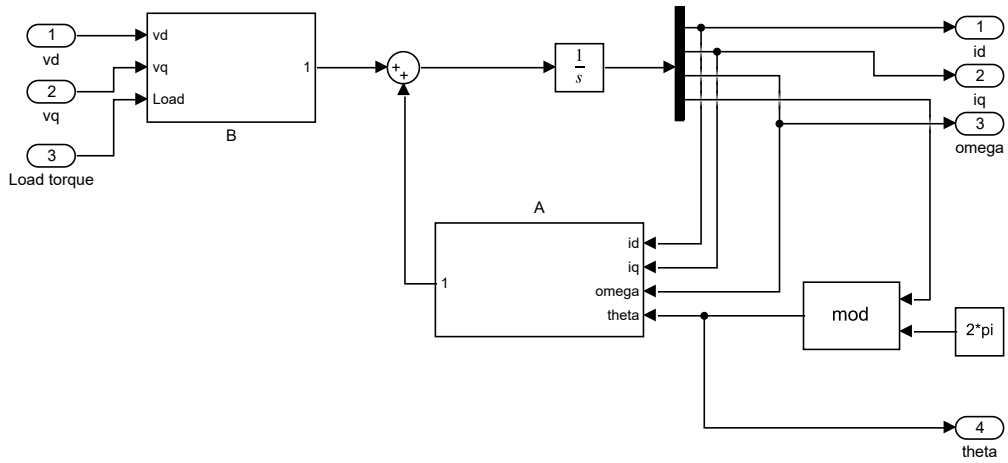 1
vd
2
vq
3
Load torque
vd
vq
Load
1
B
+
+
1
s
1
id
2
iq
3
omega
A
id
iq
omega
theta
1
mod
2*pi
4
theta